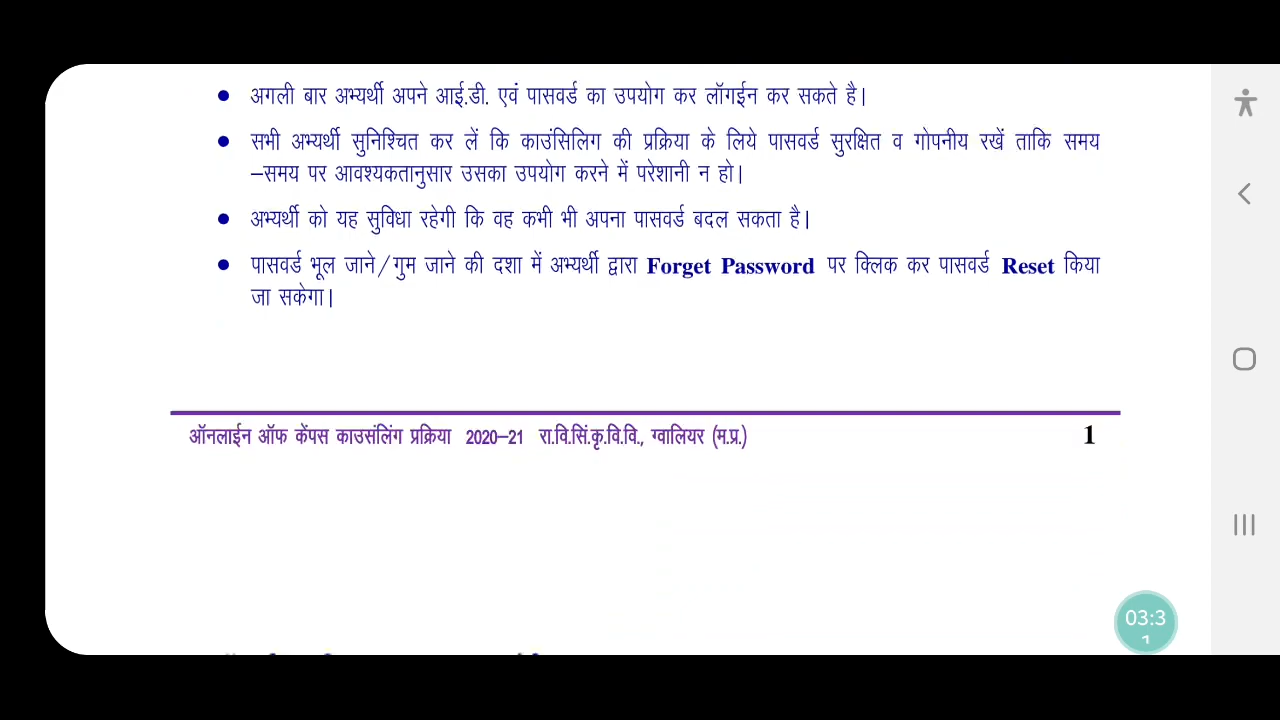 ● अगली बार अभ्यर्थी अपने आई.डी. एवं पासवर्ड का उपयोग कर लॉगईन कर सकते है।
● सभी अभ्यर्थी सुनिश्चित कर लें कि काउंसिलिग की प्रक्रिया के लिये पासवर्ड सुरक्षित व गोपनीय रखें ताकि समय
–समय पर आवश्यकतानुसार उसका उपयोग करने में परेशानी न हो।
● अभ्यर्थी को यह सुविधा रहेगी कि वह कभी भी अपना पासवर्ड बदल सकता है।
● पासवर्ड भूल जाने/गुम जाने की दशा में अभ्यर्थी द्वारा Forget Password पर क्लिक कर पासवर्ड Reset किया
जा सकेगा।
ऑनलाईन ऑफ केंपस काउसंलिंग प्रक्रिया 2020–21 रा.वि.सिं.कृ.वि.वि., ग्वालियर (म.प्र.) 1
03:3
1